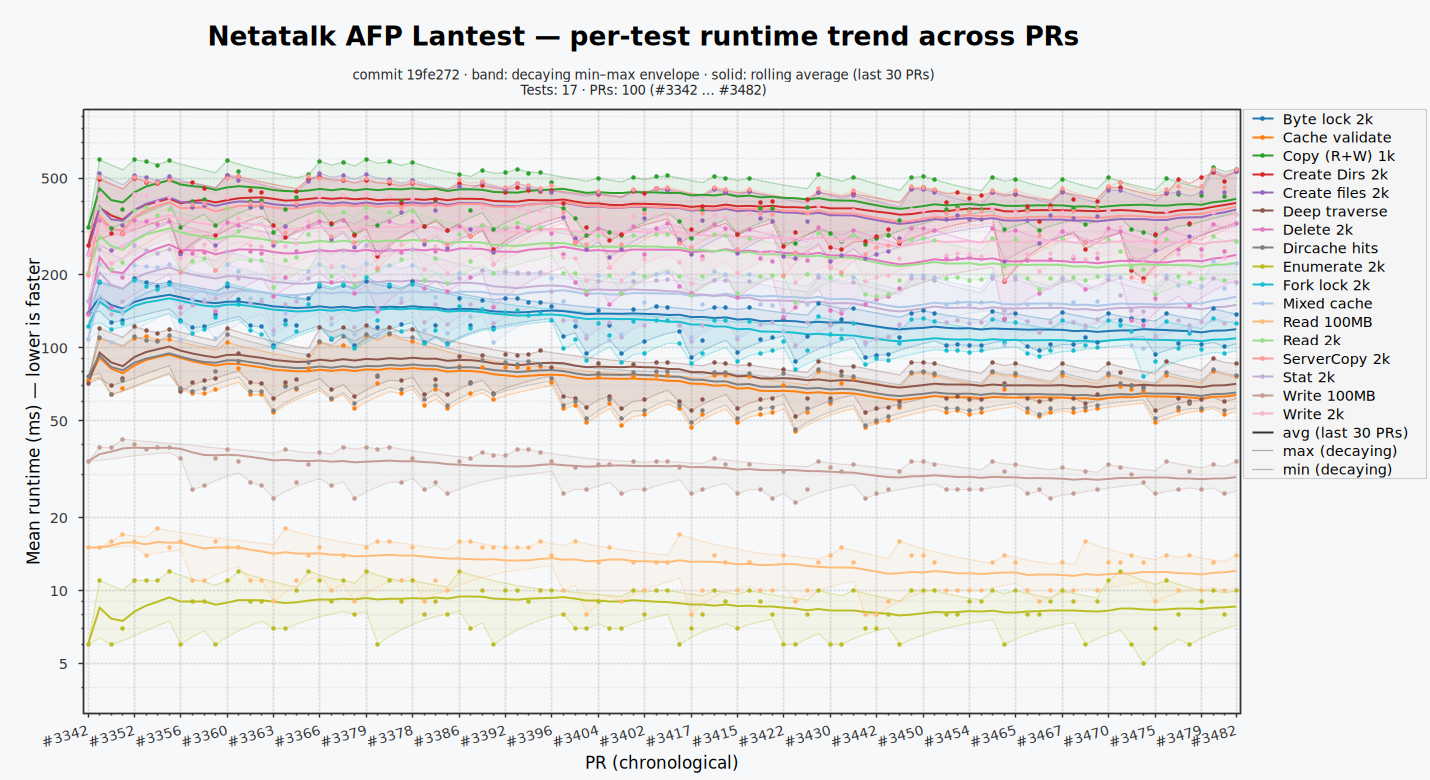 Netatalk AFP Lantest — per-test runtime trend across PRs
commit 19fe272 · band: decaying min–max envelope · solid: rolling average (last 30 PRs)
Tests: 17 · PRs: 100 (#3342 … #3482)
Mean runtime (ms) — lower is faster
500
200
100
50
20
10
5
#3342 #3352 #3356 #3360 #3363 #3366 #3379 #3378 #3386 #3392 #3396 #3404 #3402 #3417 #3415 #3422 #3430 #3442 #3450 #3454 #3465 #3467 #3470 #3475 #3479 #3482
PR (chronological)
Byte lock 2k
Cache validate
Copy (R+W) 1k
Create Dirs 2k
Create files 2k
Deep traverse
Delete 2k
Dircache hits
Enumerate 2k
Fork lock 2k
Mixed cache
Read 100MB
Read 2k
ServerCopy 2k
Stat 2k
Write 100MB
Write 2k
avg (last 30 PRs)
max (decaying)
min (decaying)